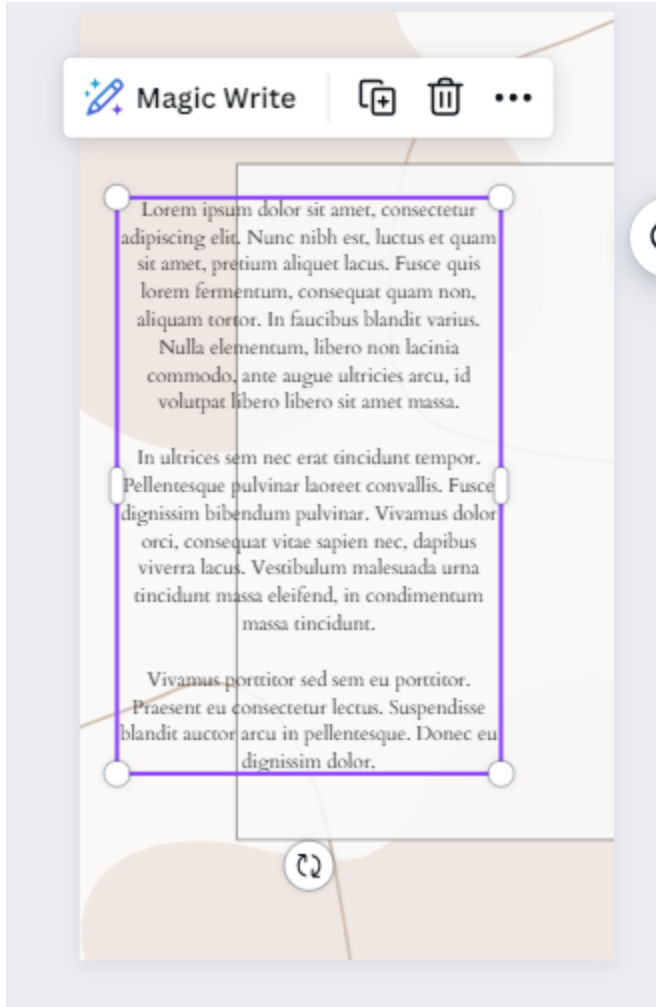 Magic Write
Lorem ipsum dolor sit amet, consectetur
adipiscing elit. Nunc nibh est, luctus et quam
sit amet, pretium aliquet lacus. Fusce quis
lorem fermentum, consequat quam non,
aliquam tortor. In faucibus blandit varius.
Nulla elementum, libero non lacinia
commodo, ante augue ultricies arcu, id
volutpat libero libero sit amet massa.
In ultrices sem nec erat tincidunt tempor.
Pellentesque pulvinar laoreet convallis. Fusce
dignissim bibendum pulvinar. Vivamus dolor
orci, consequat vitae sapien nec, dapibus
viverra lacus. Vestibulum malesuada urna
tincidunt massa eleifend, in condimentum
massa tincidunt.
Vivamus porttitor sed sem eu porttitor.
Praesent eu consectetur lectus. Suspendisse
blandit auctor arcu in pellentesque. Donec eu
dignissim dolor.